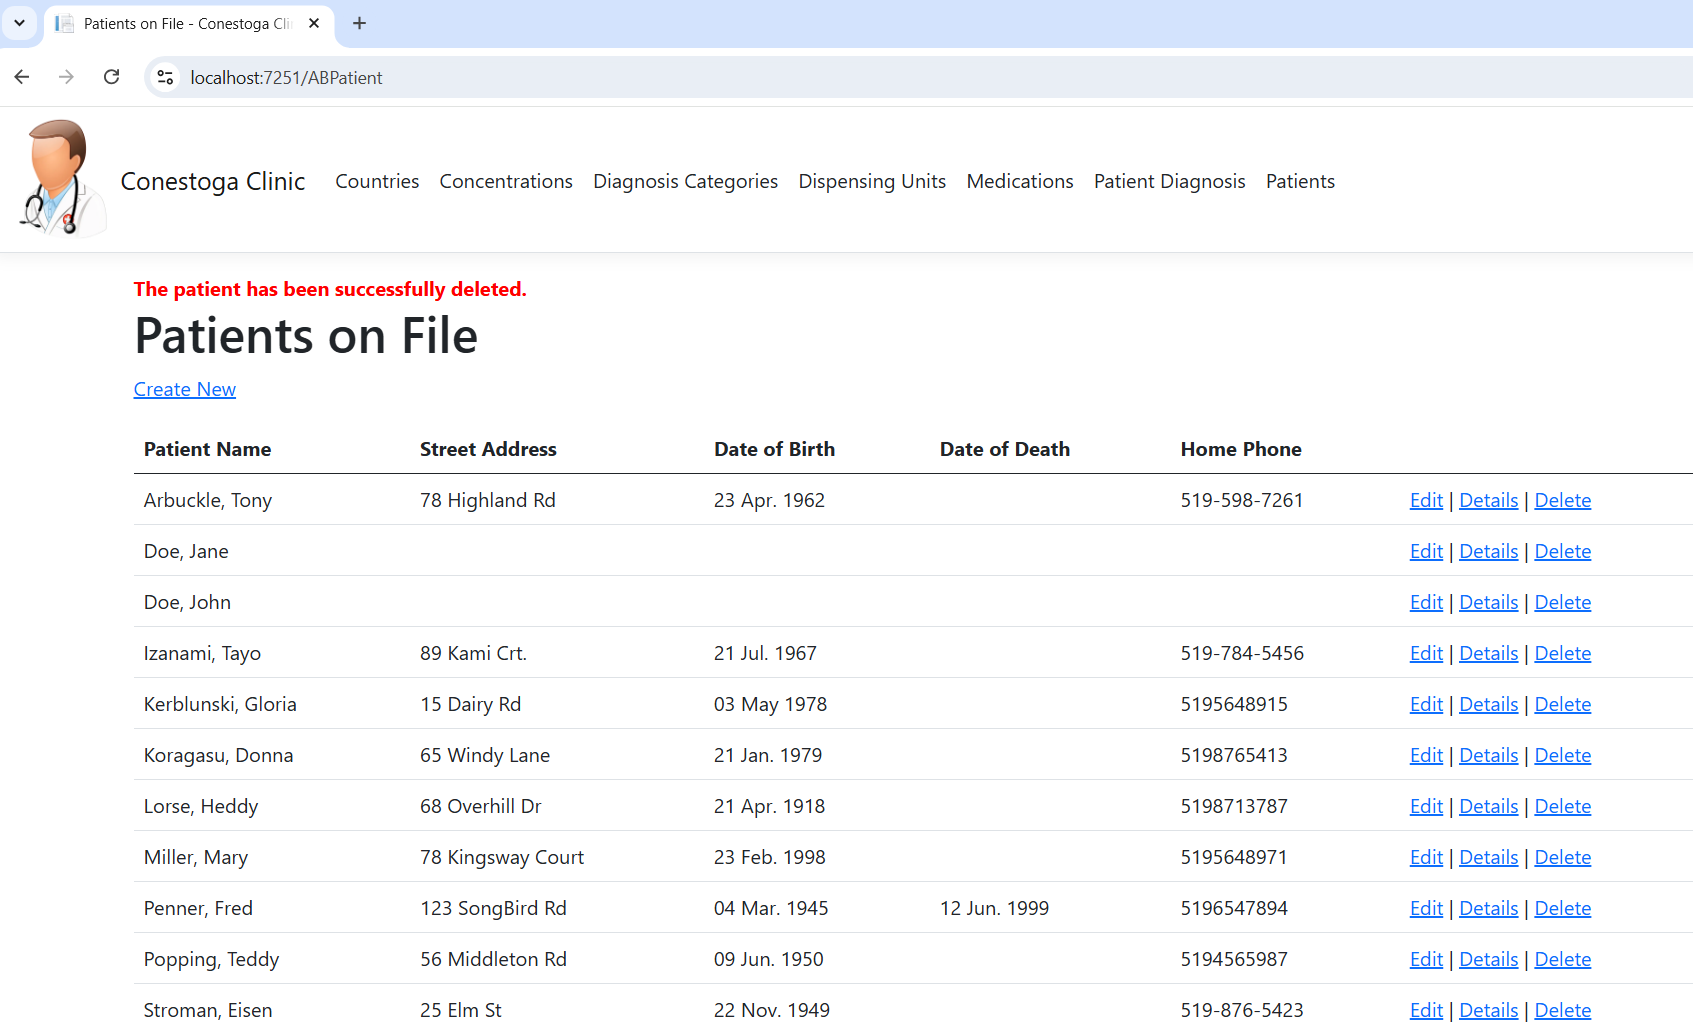 Patients on File - Conestoga Cli
localhost:7251/ABPatient
Conestoga Clinic Countries Concentrations Diagnosis Categories Dispensing Units Medications Patient Diagnosis Patients
The patient has been successfully deleted.
Patients on File
Create New
Patient Name Street Address Date of Birth Date of Death Home Phone
Arbuckle, Tony 78 Highland Rd 23 Apr. 1962 519-598-7261 Edit | Details | Delete
Doe, Jane Edit | Details | Delete
Doe, John Edit | Details | Delete
Izanami, Tayo 89 Kami Crt. 21 Jul. 1967 519-784-5456 Edit | Details | Delete
Kerblunski, Gloria 15 Dairy Rd 03 May 1978 5195648915 Edit | Details | Delete
Koragasu, Donna 65 Windy Lane 21 Jan. 1979 5198765413 Edit | Details | Delete
Lorse, Heddy 68 Overhill Dr 21 Apr. 1918 5198713787 Edit | Details | Delete
Miller, Mary 78 Kingsway Court 23 Feb. 1998 5195648971 Edit | Details | Delete
Penner, Fred 123 SongBird Rd 04 Mar. 1945 12 Jun. 1999 5196547894 Edit | Details | Delete
Popping, Teddy 56 Middleton Rd 09 Jun. 1950 5194565987 Edit | Details | Delete
Stroman, Eisen 25 Elm St 22 Nov. 1949 519-876-5423 Edit | Details | Delete